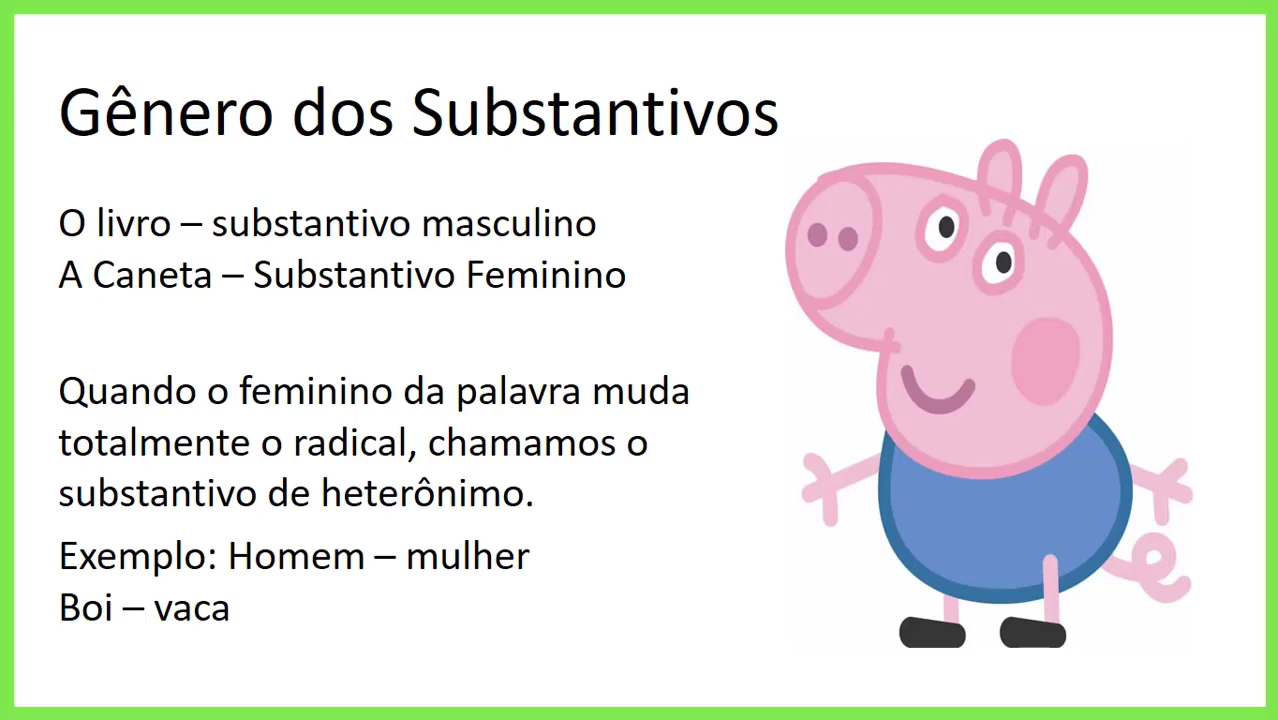 Gênero dos Substantivos
O livro – substantivo masculino
A Caneta – Substantivo Feminino
Quando o feminino da palavra muda
totalmente o radical, chamamos o
substantivo de heterônimo.
Exemplo: Homem – mulher
Boi – vaca